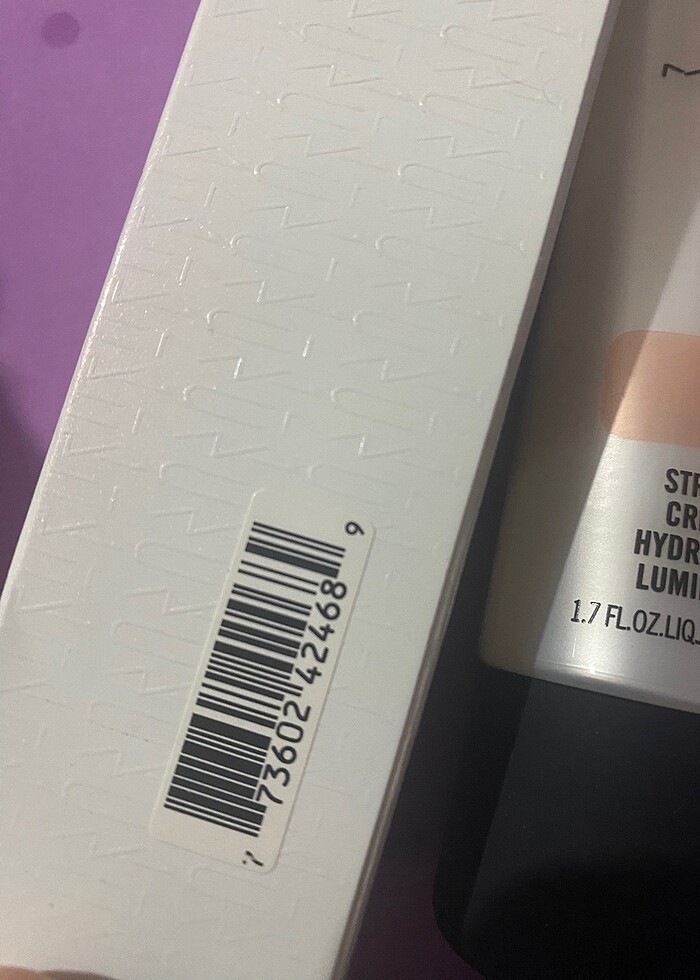 7 73602 42468 9
M
STR
CR
HYDR
LUMI
1.7 FL.OZ.LIQ.